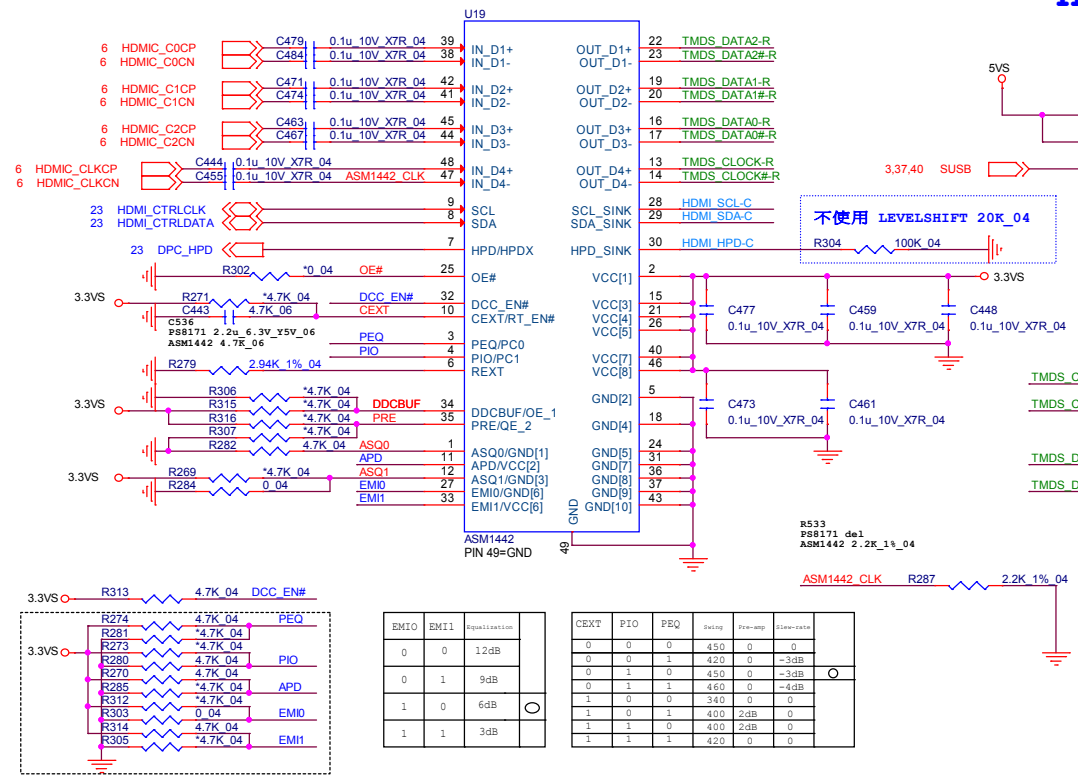 U19
6 HDMIC_C0CP C479 0.1u_10V_X7R_04 39 IN_D1+ OUT_D1+ 22 TMDS_DATA2-R
6 HDMIC_C0CN C484 0.1u_10V_X7R_04 38 IN_D1- OUT_D1- 23 TMDS_DATA2#-R
6 HDMIC_C1CP C471 0.1u_10V_X7R_04 42 IN_D2+ OUT_D2+ 19 TMDS_DATA1-R
6 HDMIC_C1CN C474 0.1u_10V_X7R_04 41 IN_D2- OUT_D2- 20 TMDS_DATA1#-R
5VS
6 HDMIC_C2CP C463 0.1u_10V_X7R_04 45 IN_D3+ OUT_D3+ 16 TMDS_DATA0-R
6 HDMIC_C2CN C467 0.1u_10V_X7R_04 44 IN_D3- OUT_D3- 17 TMDS_DATA0#-R
6 HDMIC_CLKCP C444 0.1u_10V_X7R_04 48 IN_D4+ OUT_D4+ 13 TMDS_CLOCK-R
6 HDMIC_CLKCN C455 0.1u_10V_X7R_04 ASM1442_CLK 47 IN_D4- OUT_D4- 14 TMDS_CLOCK#-R
3,37,40 SUSB
23 HDMI_CTRLCLK 9 SCL SCL_SINK 28 HDMI_SCL-C
23 HDMI_CTRLDATA 8 SDA SDA_SINK 29 HDMI_SDA-C
不使用 LEVELSHIFT 20K_04
23 DPC_HPD 7 HPD/HPDX HPD_SINK 30 HDMI_HPD-C R304 100K_04
R302 *0_04 OE# 25 OE# VCC[1] 2 3.3VS
3.3VS R271 *4.7K_04 DCC_EN# 32 DCC_EN# VCC[3] 15
C443 4.7K_06 CEXT 10 CEXT/RT_EN# VCC[4] 21
VCC[5] 26
C477 0.1u_10V_X7R_04
C459 0.1u_10V_X7R_04
C448 0.1u_10V_X7R_04
C536
PS8171 2.2u_6.3V_Y5V_06
ASM1442 4.7K_06
PEQ 3 PEQ/PC0
PIO 4 PIO/PC1 VCC[7] 40
R279 2.94K_1%_04 6 REXT VCC[8] 46
R306 *4.7K_04 GND[2] 5
3.3VS R315 *4.7K_04 DDCBUF 34 DDCBUF/OE_1
R316 *4.7K_04 PRE 35 PRE/QE_2 GND[4] 18
R307 *4.7K_04
C473 0.1u_10V_X7R_04
C461 0.1u_10V_X7R_04
R282 4.7K_04 ASQ0 1 ASQ0/GND[1] GND[5] 24
APD 11 APD/VCC[2] GND[7] 31
3.3VS R269 *4.7K_04 ASQ1 12 ASQ1/GND[3] GND[8] 36
R284 0_04 EMI0 27 EMI0/GND[6] GND[9] 37
EMI1 33 EMI1/VCC[6] GND[10] 43
GND
49
ASM1442
PIN 49=GND
R533
PS8171 del
ASM1442 2.2K_1%_04
ASM1442_CLK R287 2.2K_1%_04
3.3VS R313 4.7K_04 DCC_EN#
R274 4.7K_04 PEQ
R281 *4.7K_04
3.3VS R273 *4.7K_04
R280 4.7K_04 PIO
R270 4.7K_04
R285 *4.7K_04 APD
R312 *4.7K_04
R303 0_04 EMI0
R314 4.7K_04
R305 *4.7K_04 EMI1
EMI0 EMI1 Equalization
0 0 12dB
0 1 9dB
1 0 6dB
1 1 3dB
CEXT PIO PEQ Swing Pre-amp Slew-rate
0 0 0 450 0 0
0 0 1 420 0 -3dB
0 1 0 450 0 -3dB
0 1 1 460 0 -4dB
1 0 0 340 0 0
1 0 1 400 2dB 0
1 1 0 400 2dB 0
1 1 1 420 0 0